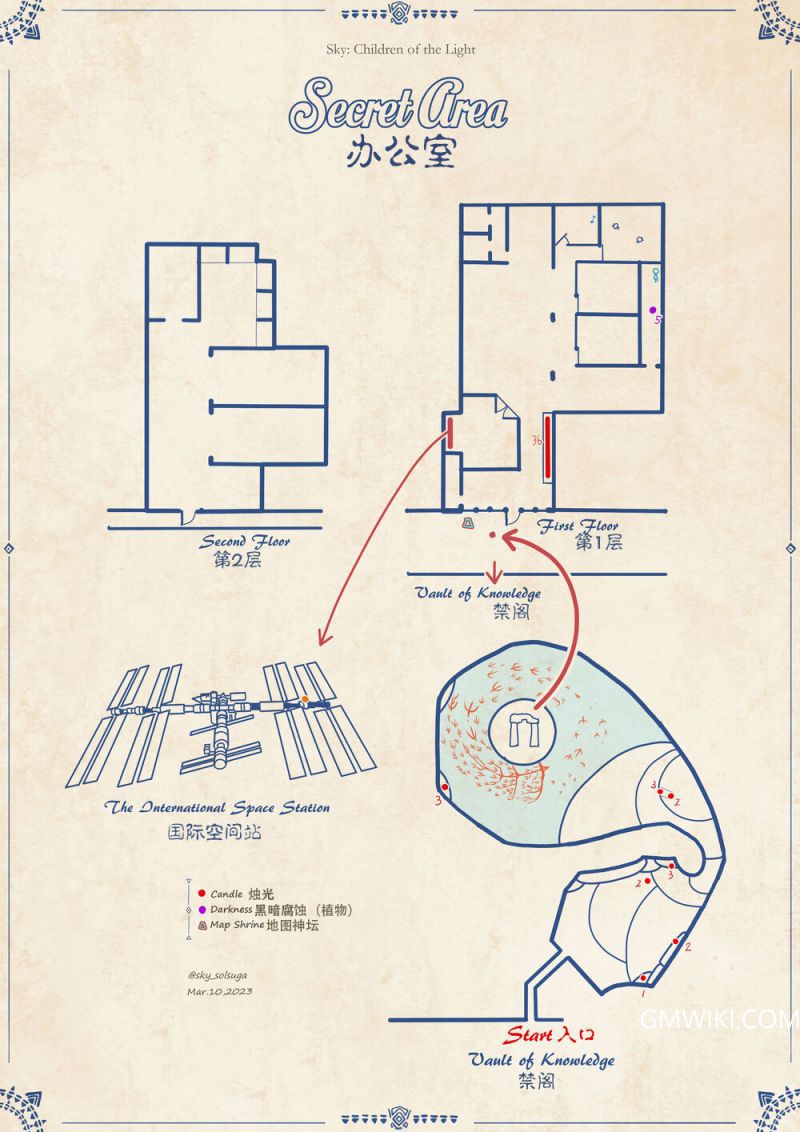 Sky: Children of the Light
Secret Area
办公室
5
36
Second Floor
第2层
First Floor
第1层
Vault of Knowledge
禁阁
3
3
2
3
2
2
1
The International Space Station
国际空间站
Candle 烛光
Darkness 黑暗腐蚀（植物）
Map Shrine 地图神坛
@sky_solsuga
Mar.10,2023
GMWIKI.COM
Start 入口
Vault of Knowledge
禁阁